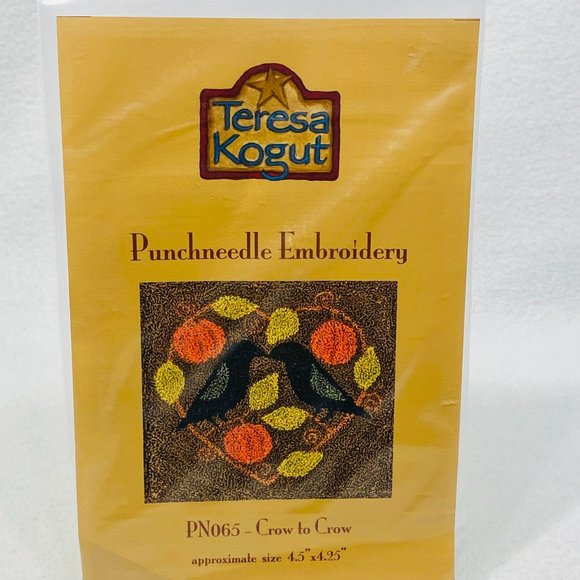 Teresa
Kogut
Punchneedle Embroidery
PN065 - Crow to Crow
approximate size 4.5"x4.25"